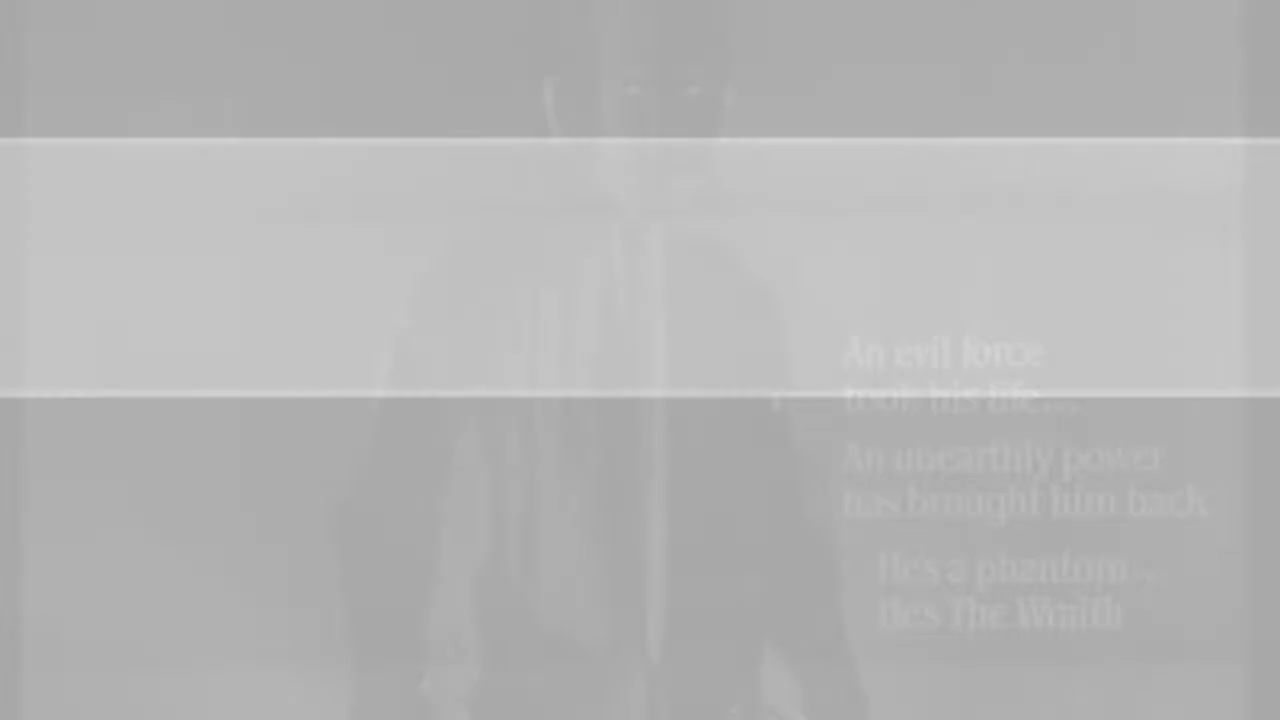 An evil force
took his life...
An unearthly power
has brought him back
He's a phantom...
He's The Wraith